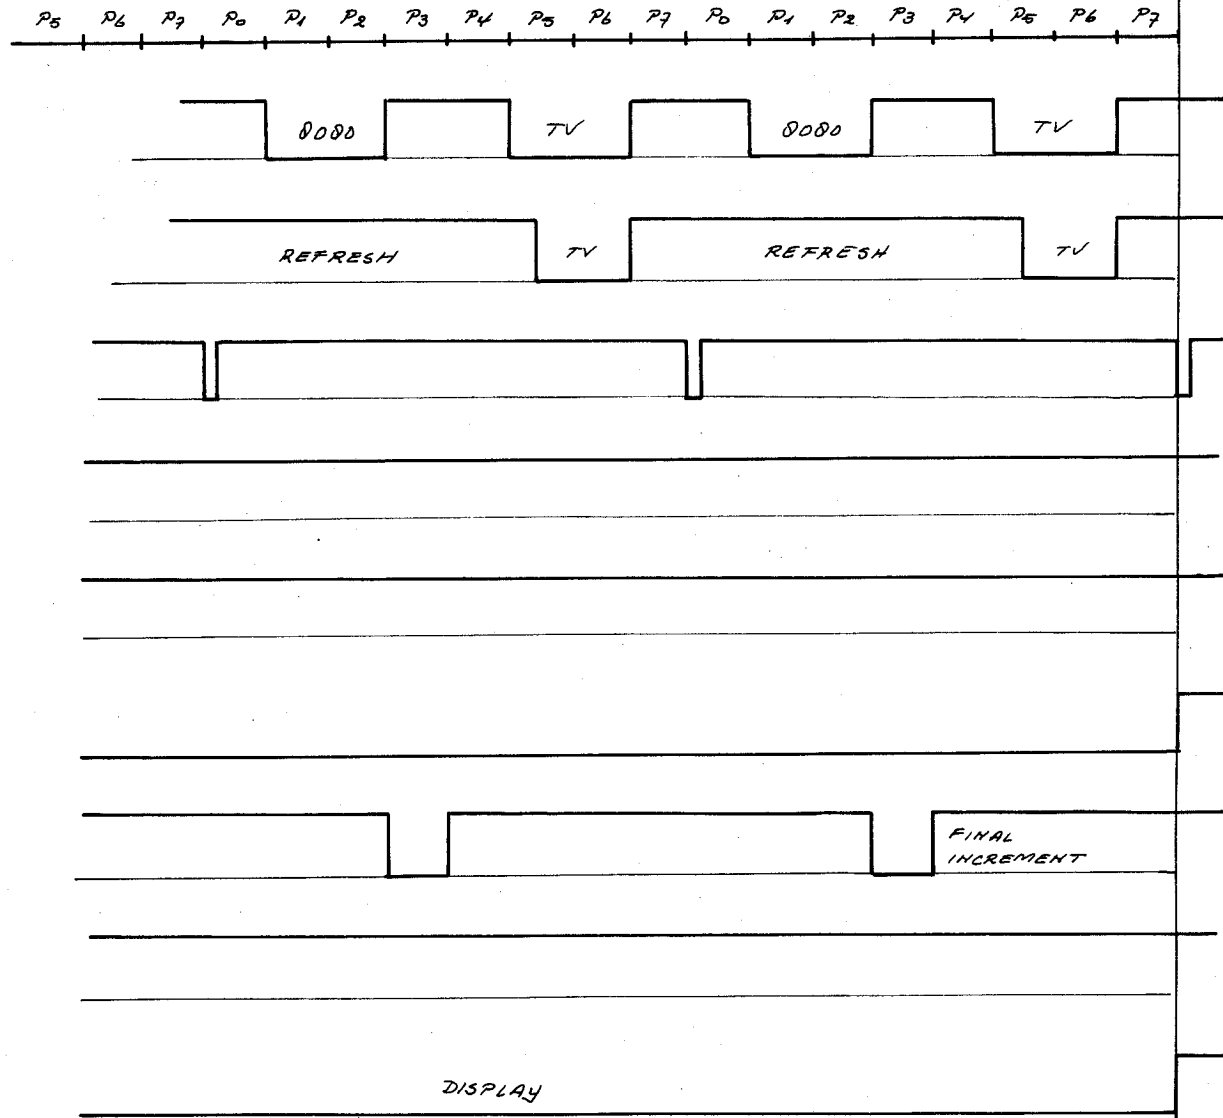 P5 P6 P7 P0 P1 P2 P3 P4 P5 P6 P7 P0 P1 P2 P3 P4 P5 P6 P7
8080 TV 8080 TV
REFRESH TV REFRESH TV
FINAL
INCREMENT
DISPLAY